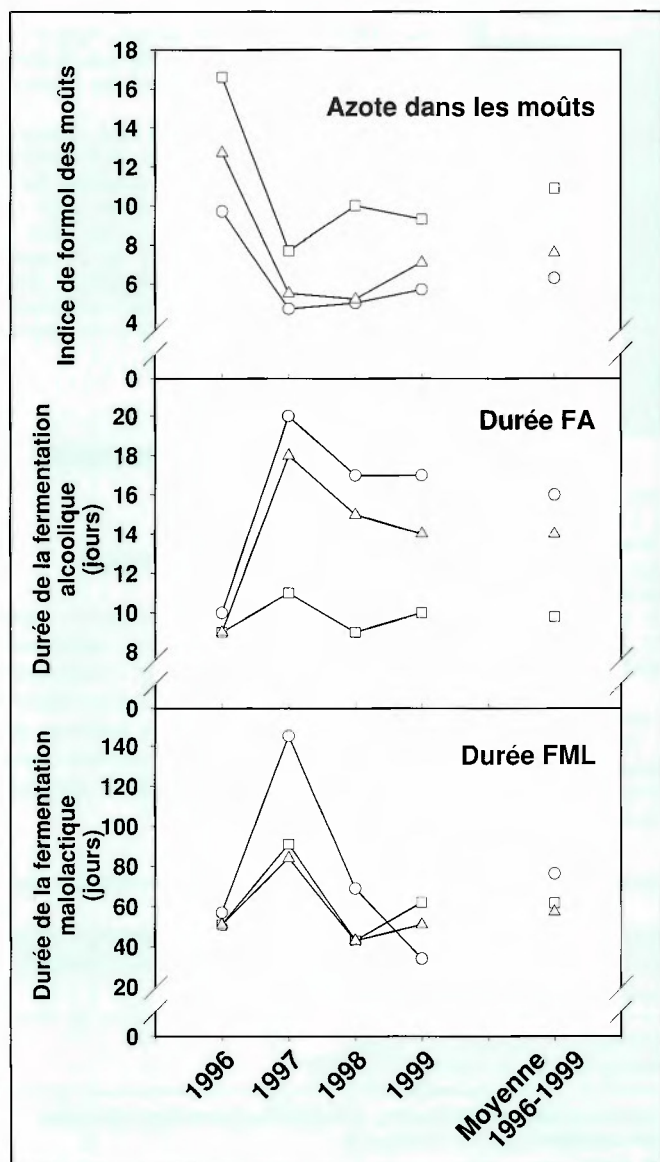 Azote dans les moûts
Indice de formol des moûts
18
16
14
12
10
8
6
4
0
Durée FA
Durée de la fermentation
alcoolique
(jours)
20
18
16
14
12
10
8
0
Durée FML
Durée de la fermentation
malolactique
(jours)
140
120
100
80
60
40
20
0
1996
1997
1998
1999
Moyenne
1996-1999